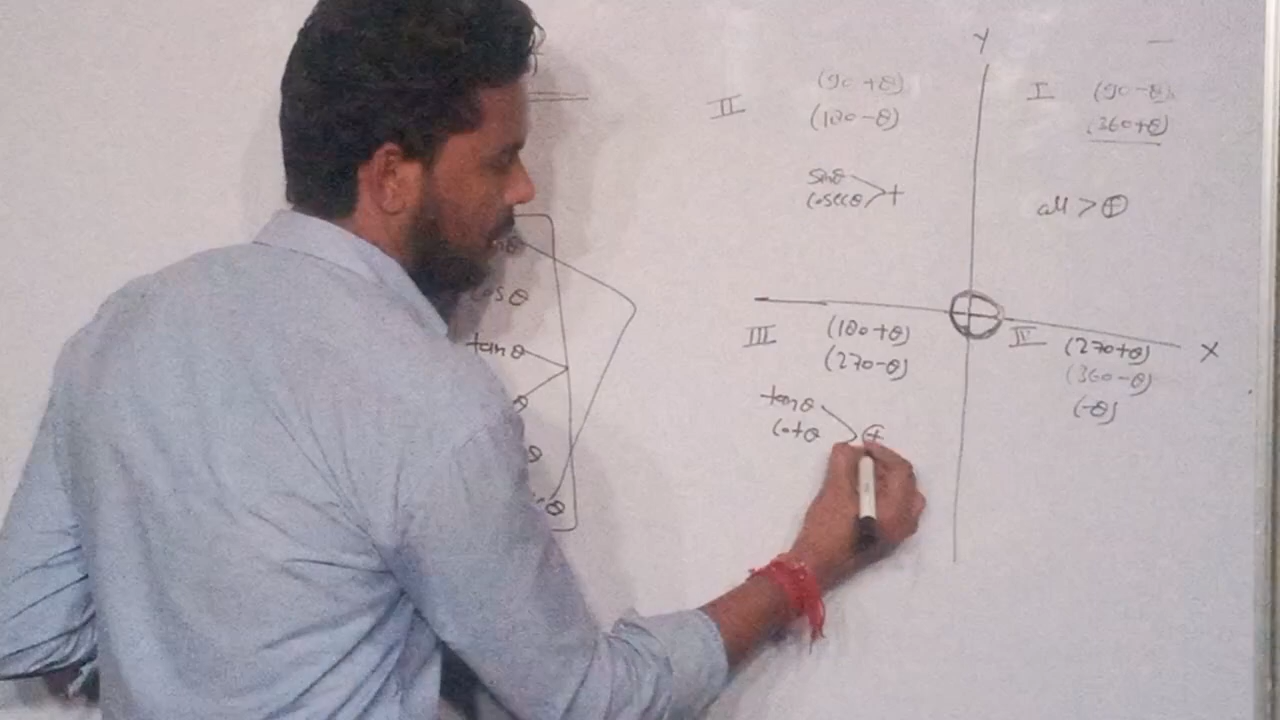 Y
II
(90+θ)
(180-θ)
sinθ
cosecθ > +
I
(90-θ)
(360+θ)
all > ⊕
X
III
(180+θ)
(270-θ)
tanθ
cotθ > ⊕
IV
(270+θ)
(360-θ)
(-θ)
cosθ
tanθ
θ
θ
θ